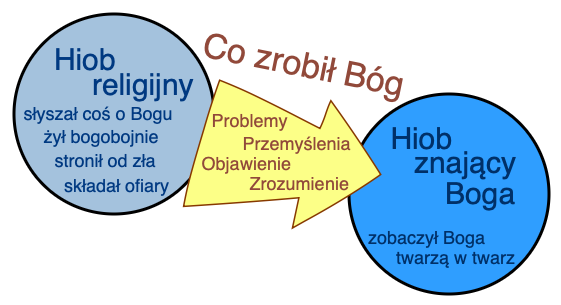 Hiob
religijny
słyszał coś o Bogu
żył bogobojnie
stronił od zła
składał ofiary
Co zrobił Bóg
Problemy
Przemyślenia
Objawienie
Zrozumienie
Hiob
znający
Boga
zobaczył Boga
twarzą w twarz